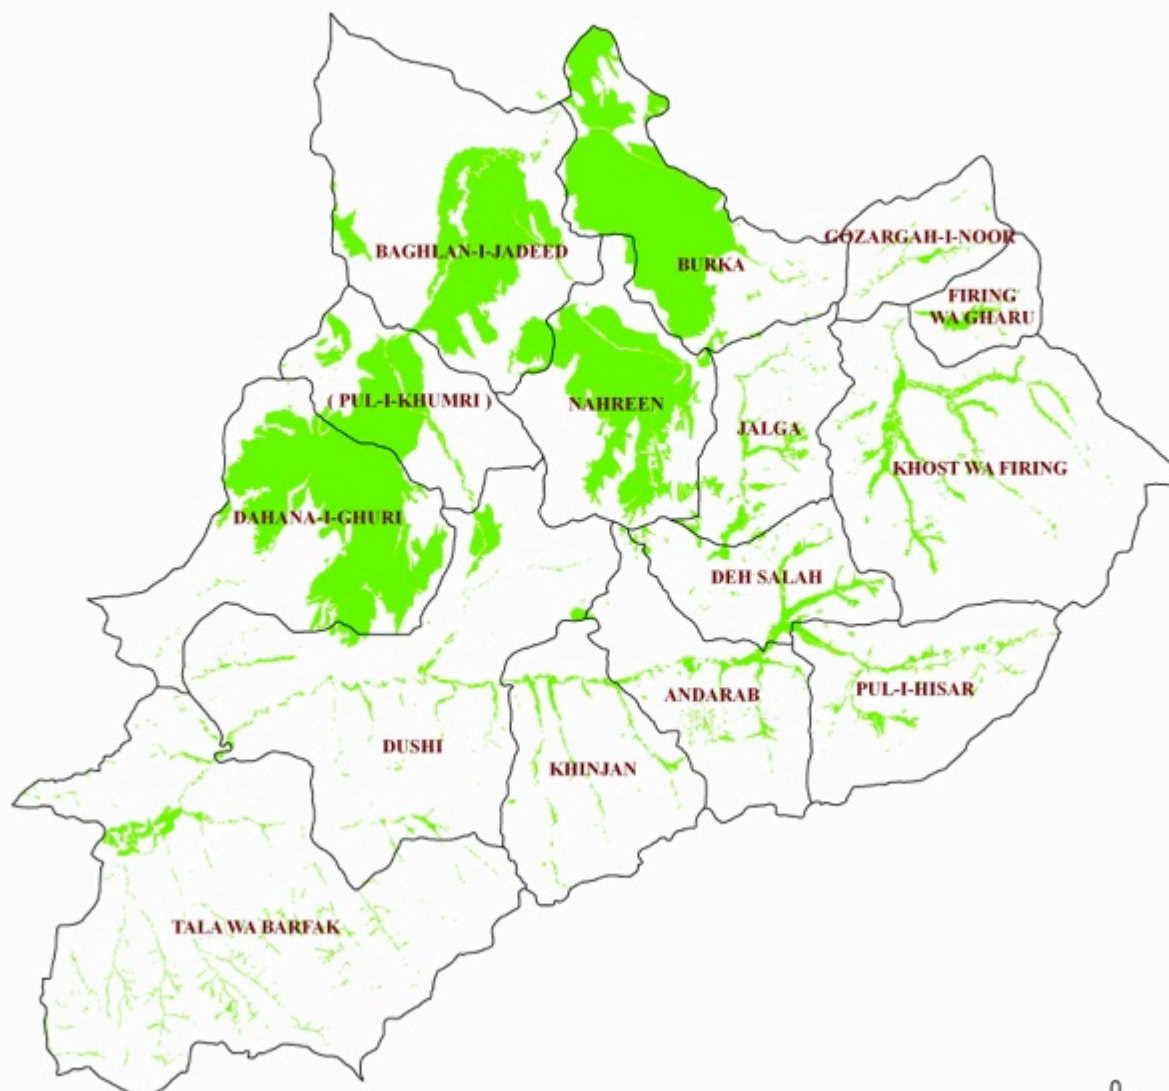 GOZARGAH-I-NOOR
BAGHLAN-I-JADEED
BURKA
FIRING
WA GHARU
( PUL-I-KHUMRI )
NAHREEN
JALGA
KHOST WA FIRING
DAHANA-I-GHURI
DEH SALAH
PUL-I-HISAR
ANDARAB
DUSHI
KHINJAN
TALA WA BARFAK